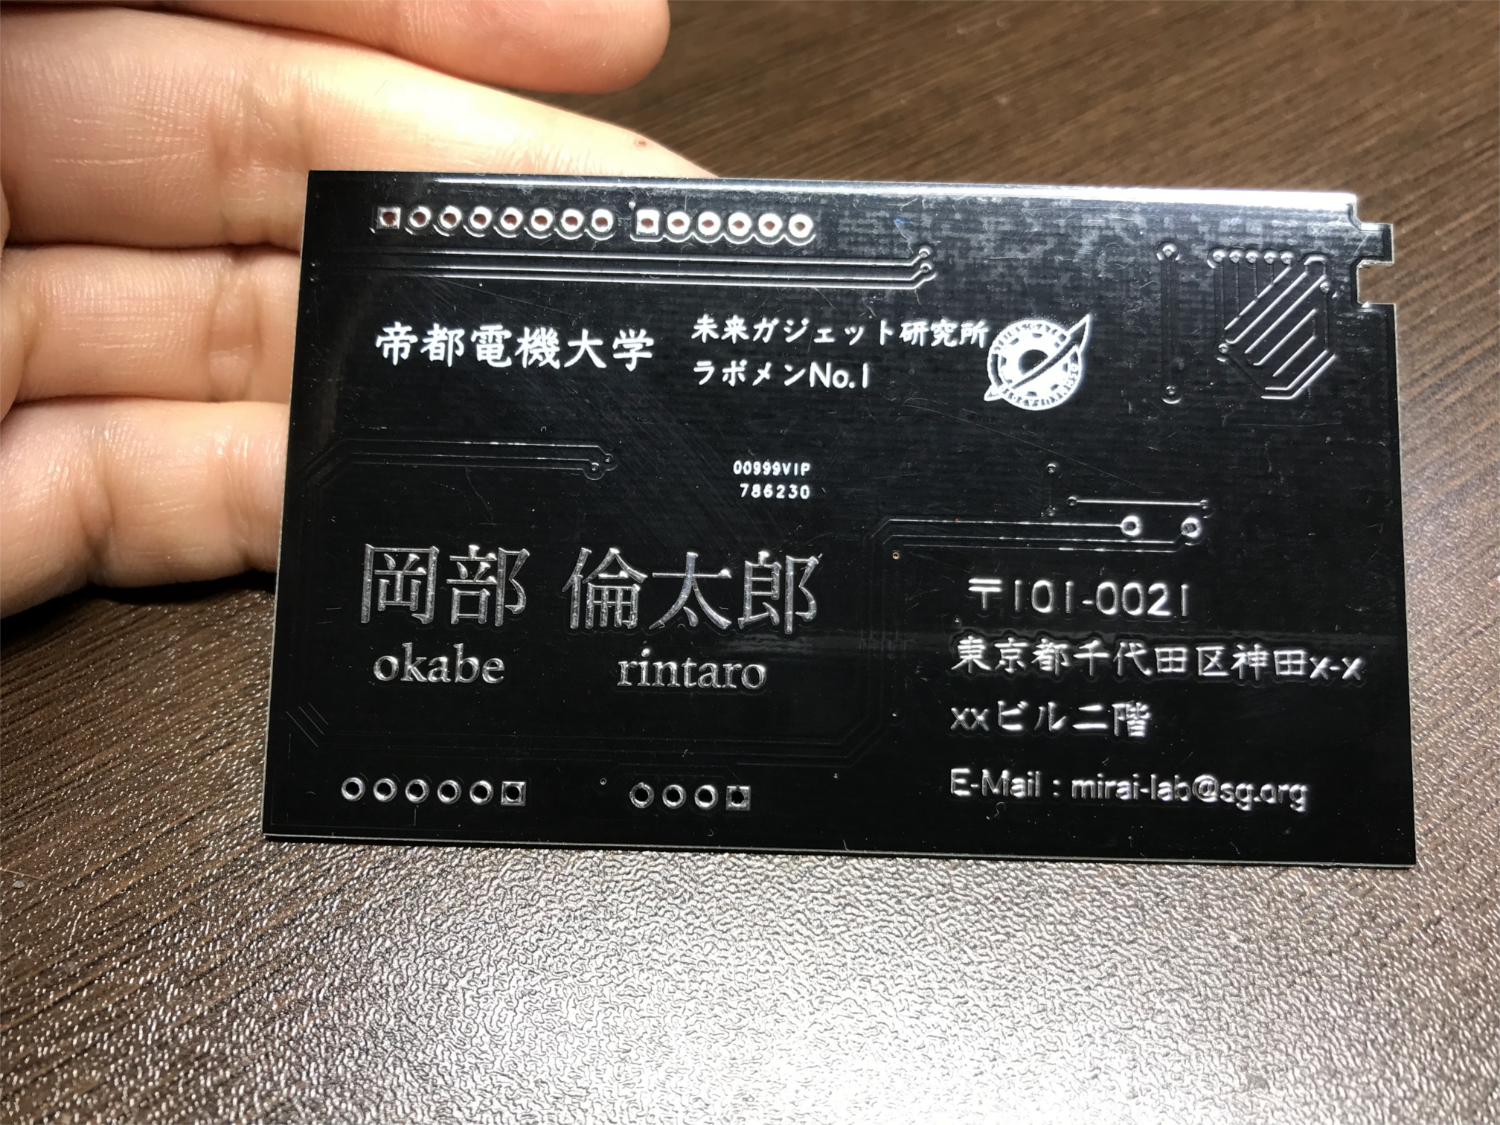 帝都電機大学
未来ガジェット研究所
ラボメンNo.1
00999VIP
786230
岡部 倫太郎
okabe rintaro
〒101-0021
東京都千代田区神田x-x
xxビル二階
E-Mail : mirai-lab@sg.org